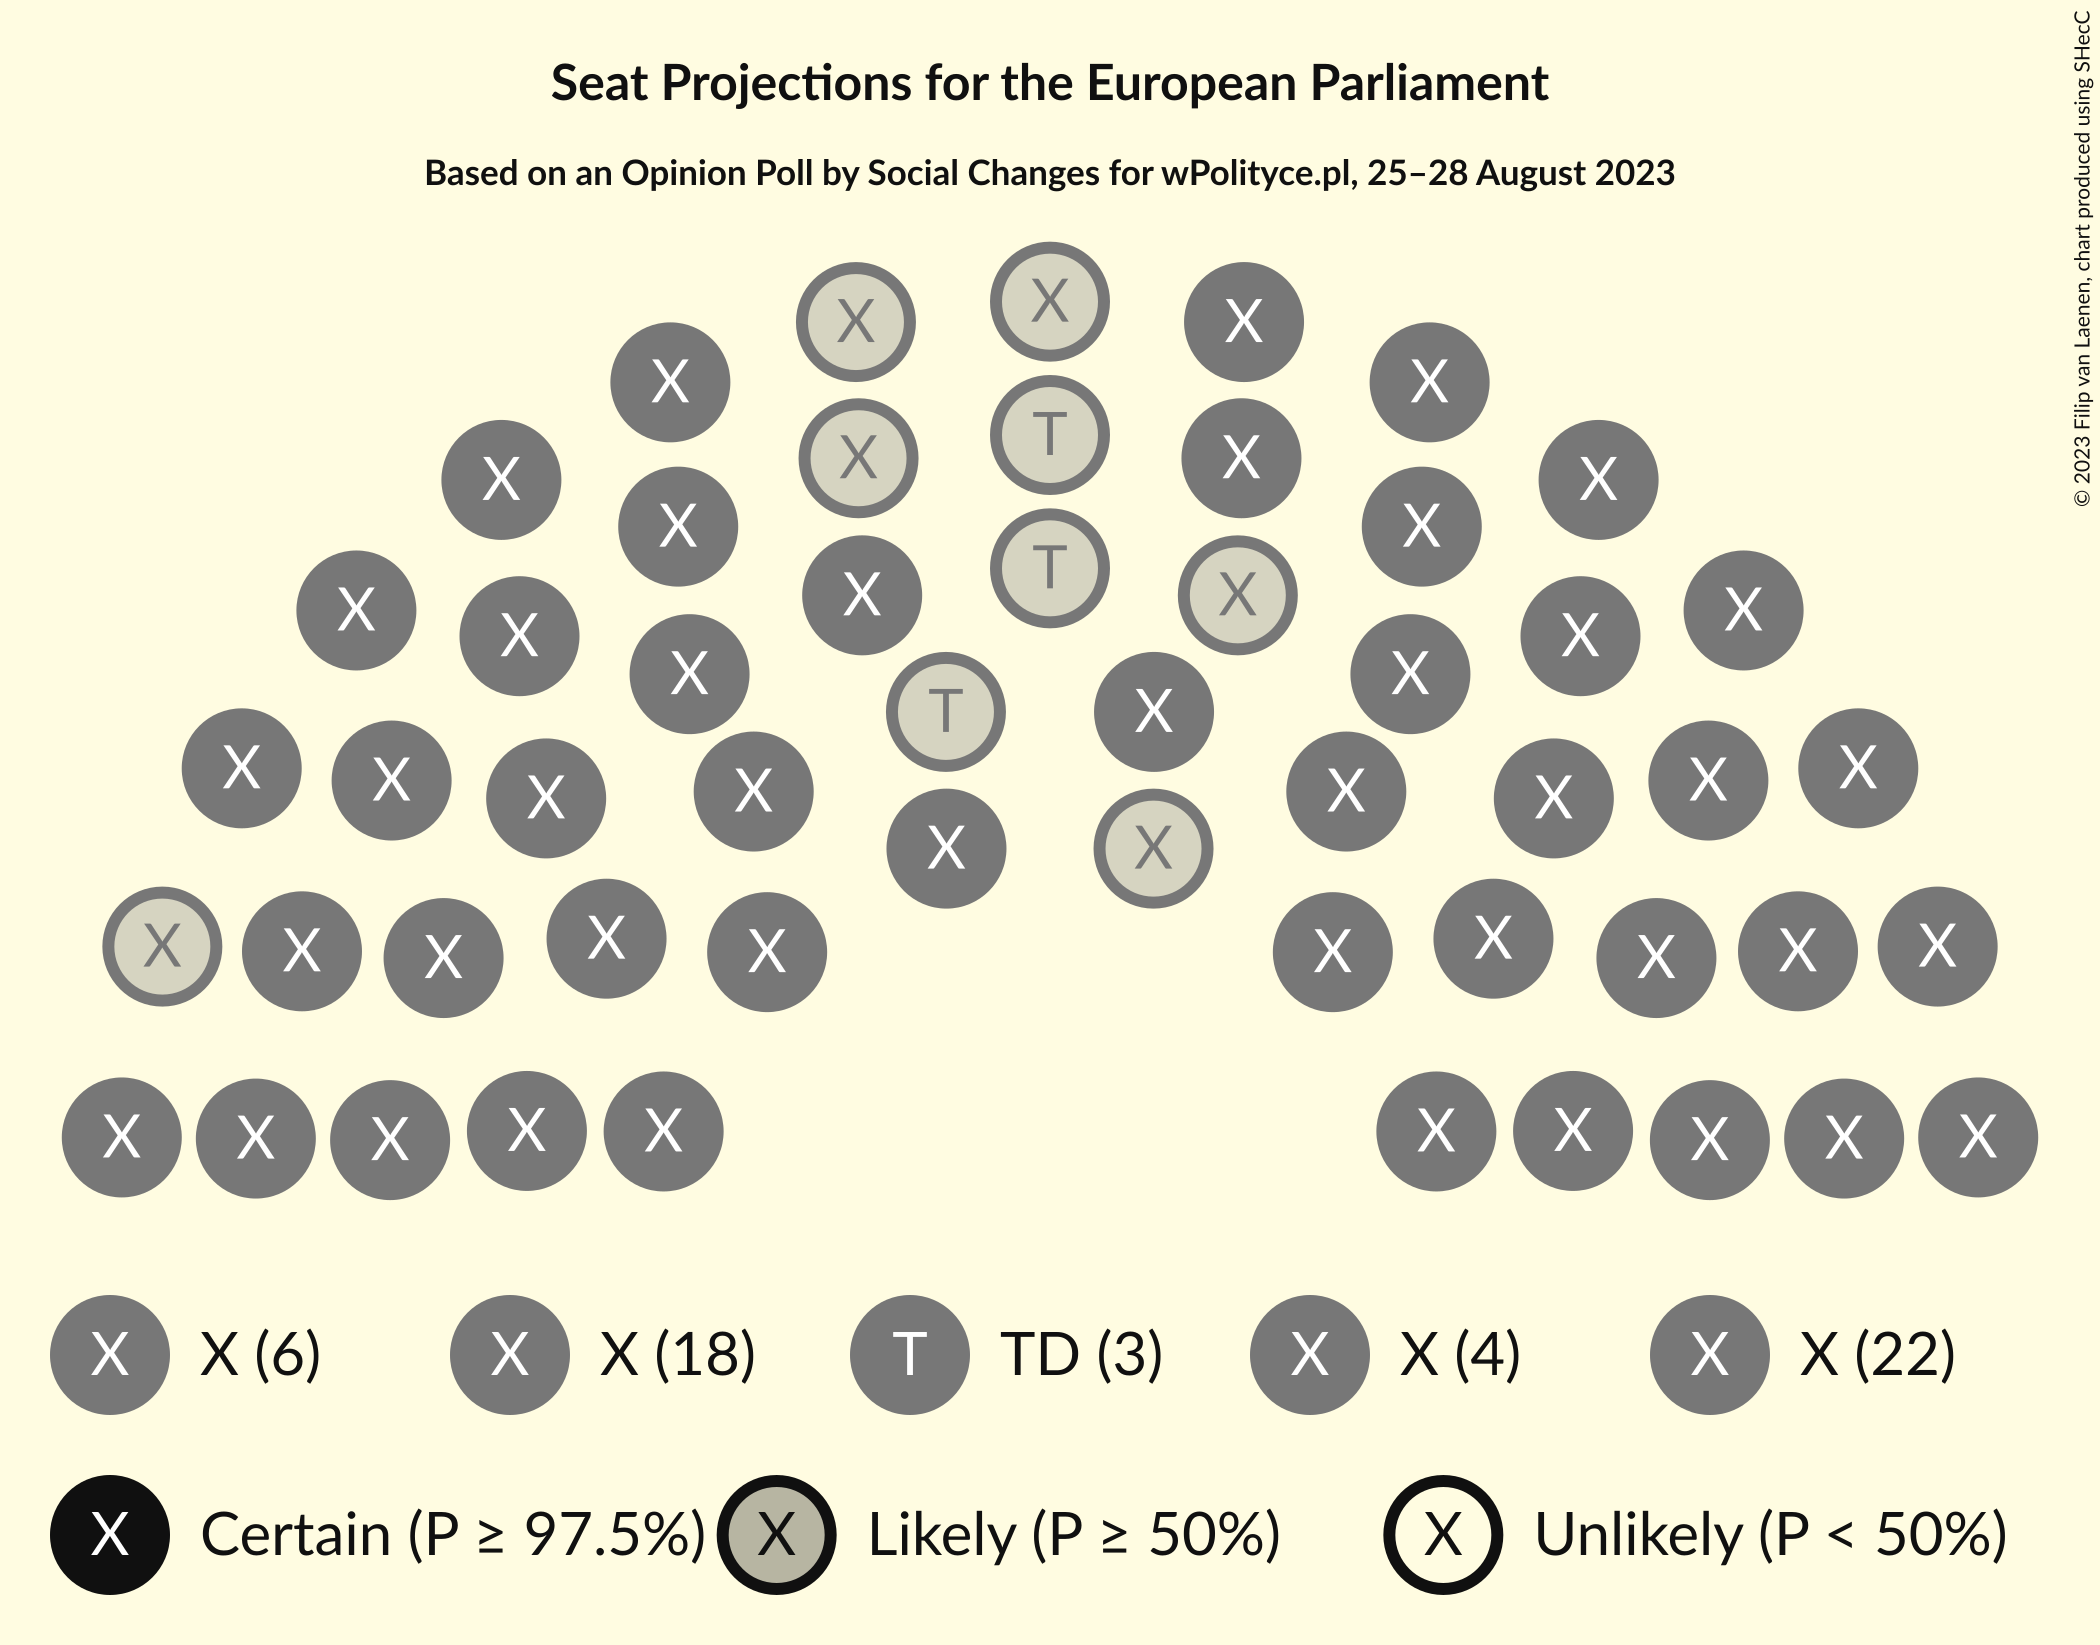 Seat Projections for the European Parliament
Based on an Opinion Poll by Social Changes for wPolityce.pl, 25–28 August 2023
© 2023 Filip van Laenen, chart produced using SHecC
X X X
X X
X T X
X X X X
X T X
X X X X
X X
T X
X X X X
X X X X
X X
X X X X
X X X X
X X X X
X X X X X X X X X X
X X (6) X X (18) T TD (3) X X (4) X X (22)
X Certain (P ≥ 97.5%) X Likely (P ≥ 50%) X Unlikely (P < 50%)